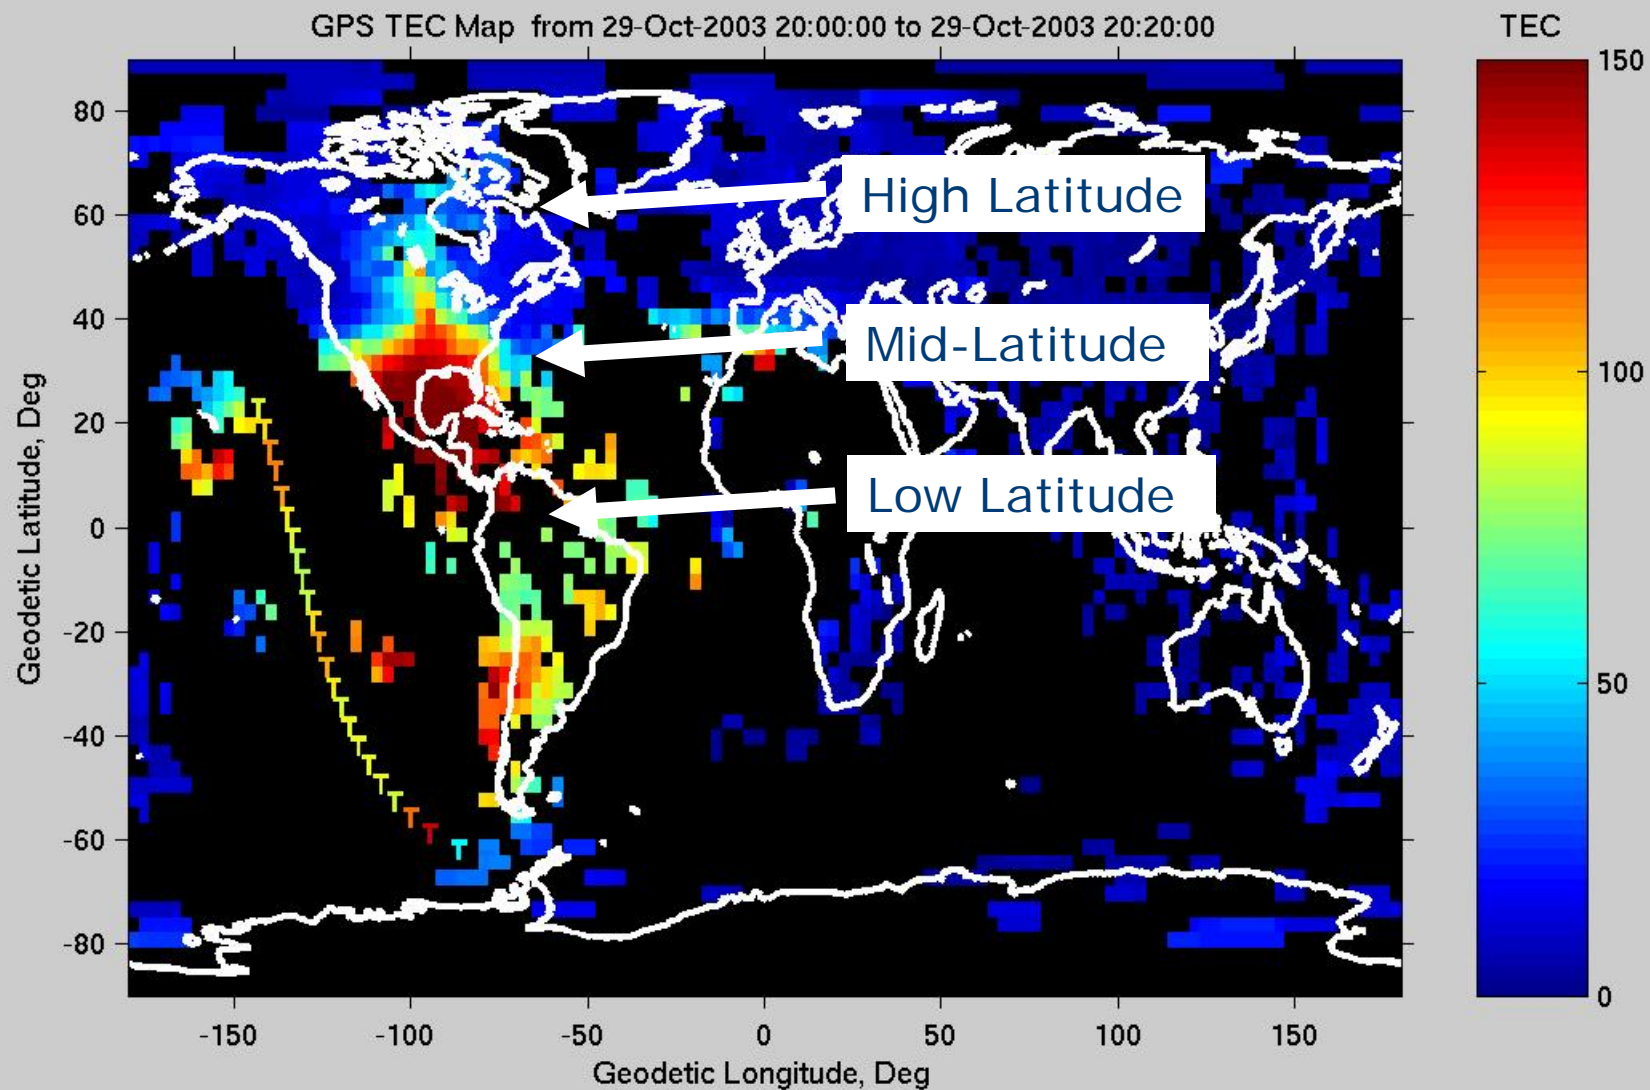 GPS TEC Map from 29-Oct-2003 20:00:00 to 29-Oct-2003 20:20:00
TEC
150
100
50
0
80
60
40
20
0
-20
-40
-60
-80
Geodetic Latitude, Deg
High Latitude
Mid-Latitude
Low Latitude
T T T T T T T T T T T T T T T T T T T T T T T
-150 -100 -50 0 50 100 150
Geodetic Longitude, Deg